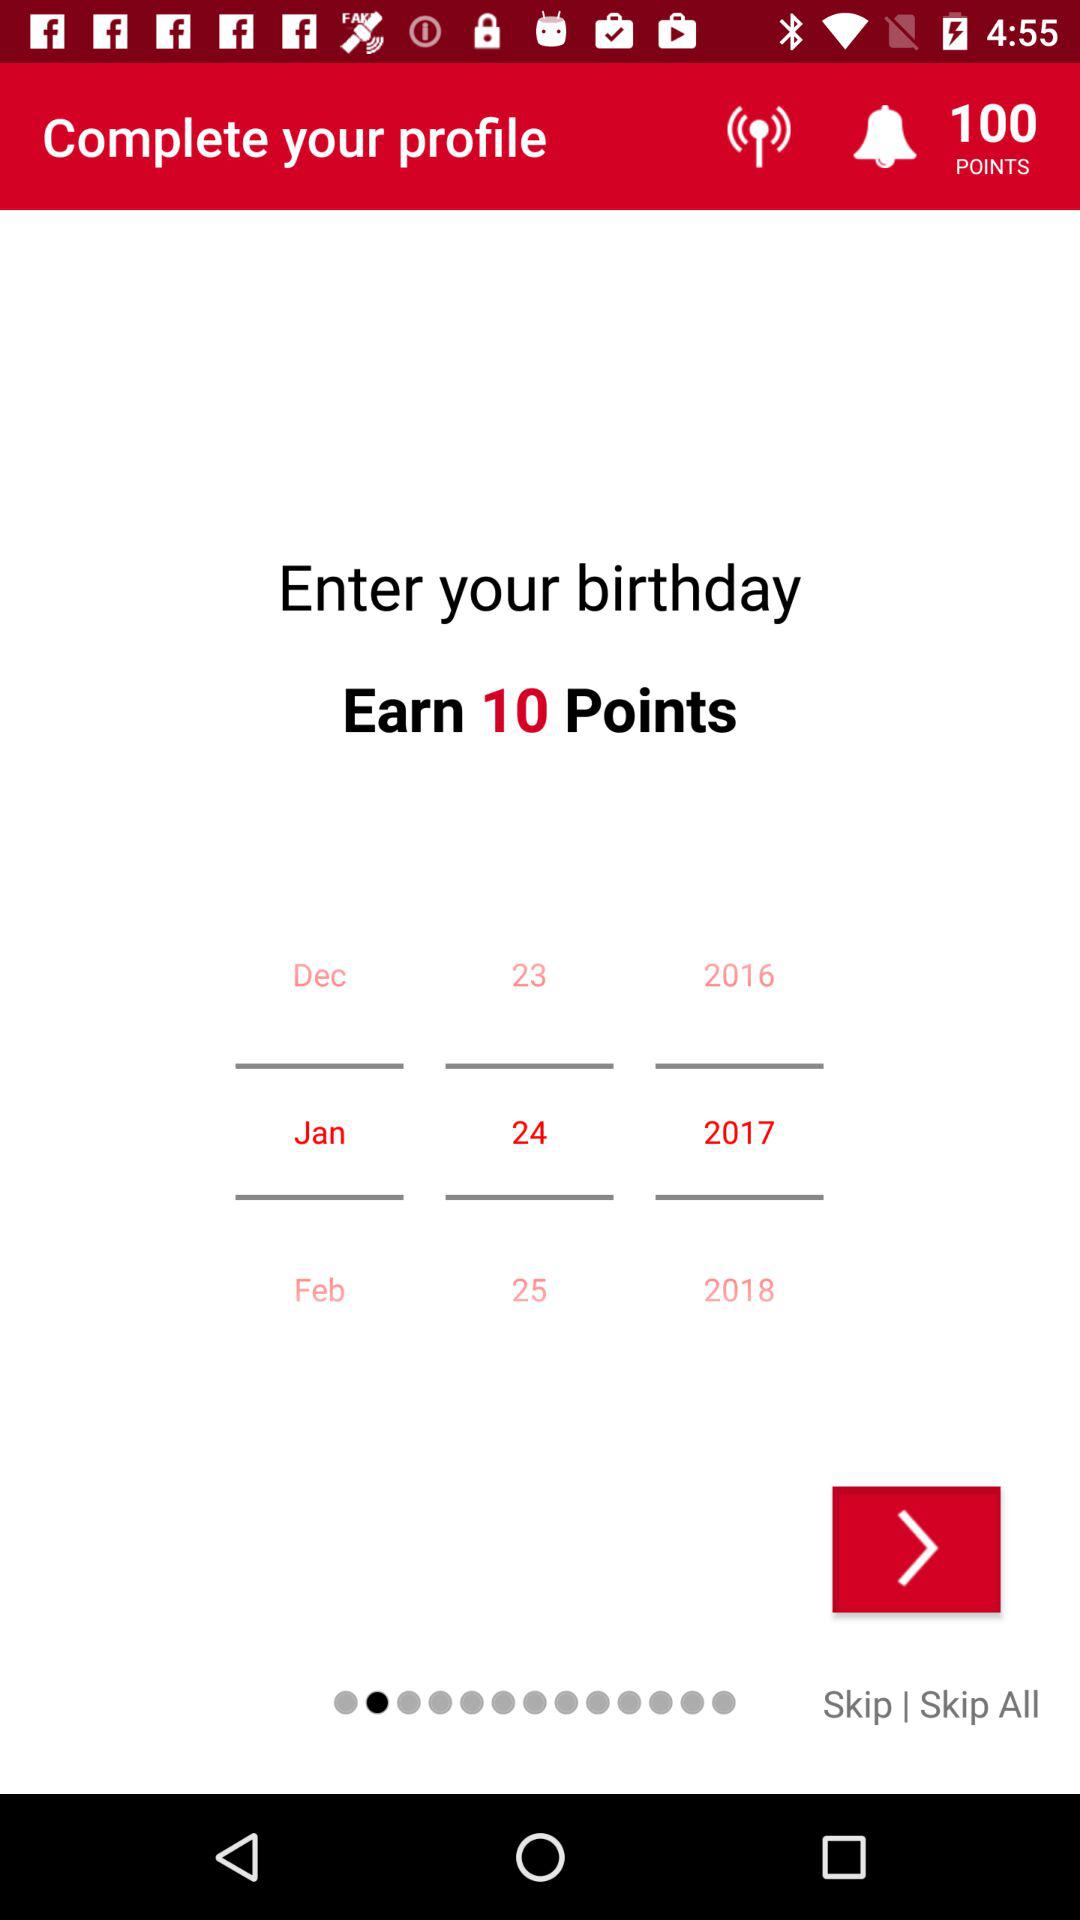 FAKE
4:55
Complete your profile
100
POINTS
Enter your birthday
Earn 10 Points
Dec 23 2016
Jan 24 2017
Feb 25 2018
Skip | Skip All